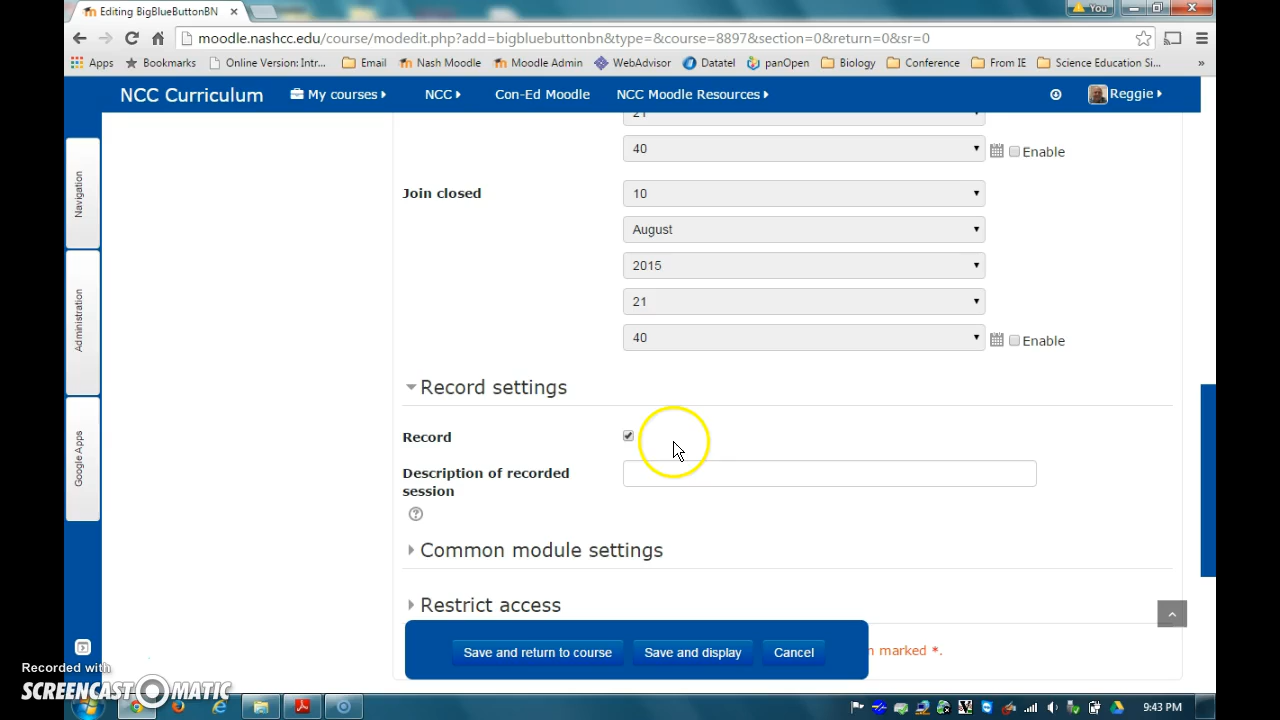 Editing BigBlueButtonBN
You
moodle.nashcc.edu/course/modedit.php?add=bigbluebuttonbn&type=&course=8897&section=0&return=0&sr=0
Apps Bookmarks Online Version: Intr... Email Nash Moodle Moodle Admin WebAdvisor Datatel panOpen Biology Conference From IE Science Education Si... »
NCC Curriculum My courses NCC Con-Ed Moodle NCC Moodle Resources Reggie
21
40 Enable
Join closed 10
August
2015
21
40 Enable
Navigation
Administration
Google Apps
Record settings
Record
Description of recorded
session
Common module settings
Restrict access
Save and return to course Save and display Cancel
marked *.
Recorded with
SCREENCAST MATIC
9:43 PM